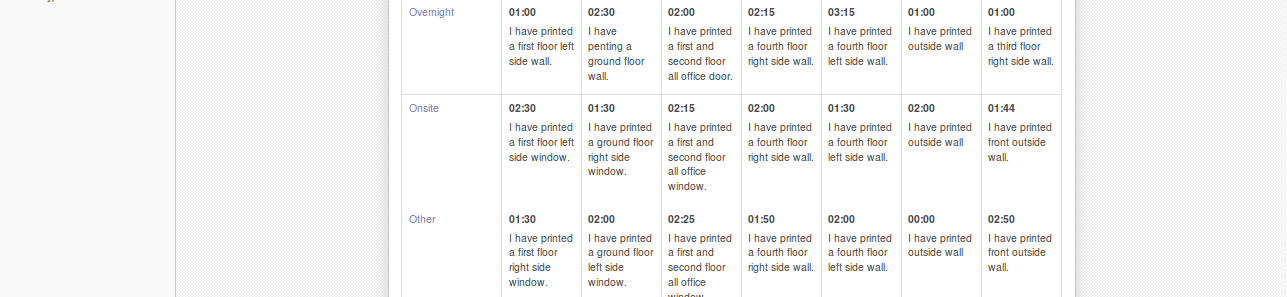 Overnight 01:00 02:30 02:00 02:15 03:15 01:00 01:00
I have printed I have I have printed I have printed I have printed I have printed I have printed
a first floor left penting a a first and a fourth floor a fourth floor outside wall a third floor
side wall. ground floor second floor right side wall. left side wall. right side wall.
wall. all office door.
Onsite 02:30 01:30 02:15 02:00 01:30 02:00 01:44
I have printed I have printed I have printed I have printed I have printed I have printed I have printed
a first floor left a ground floor a first and a fourth floor a fourth floor outside wall front outside
side window. right side second floor right side wall. left side wall. wall.
window. all office
window.
Other 01:30 02:00 02:25 01:50 02:00 00:00 02:50
I have printed I have printed I have printed I have printed I have printed I have printed I have printed
a first floor a ground floor a first and a fourth floor a fourth floor outside wall front outside
right side left side second floor right side wall. left side wall. wall.
window. window. all office
window